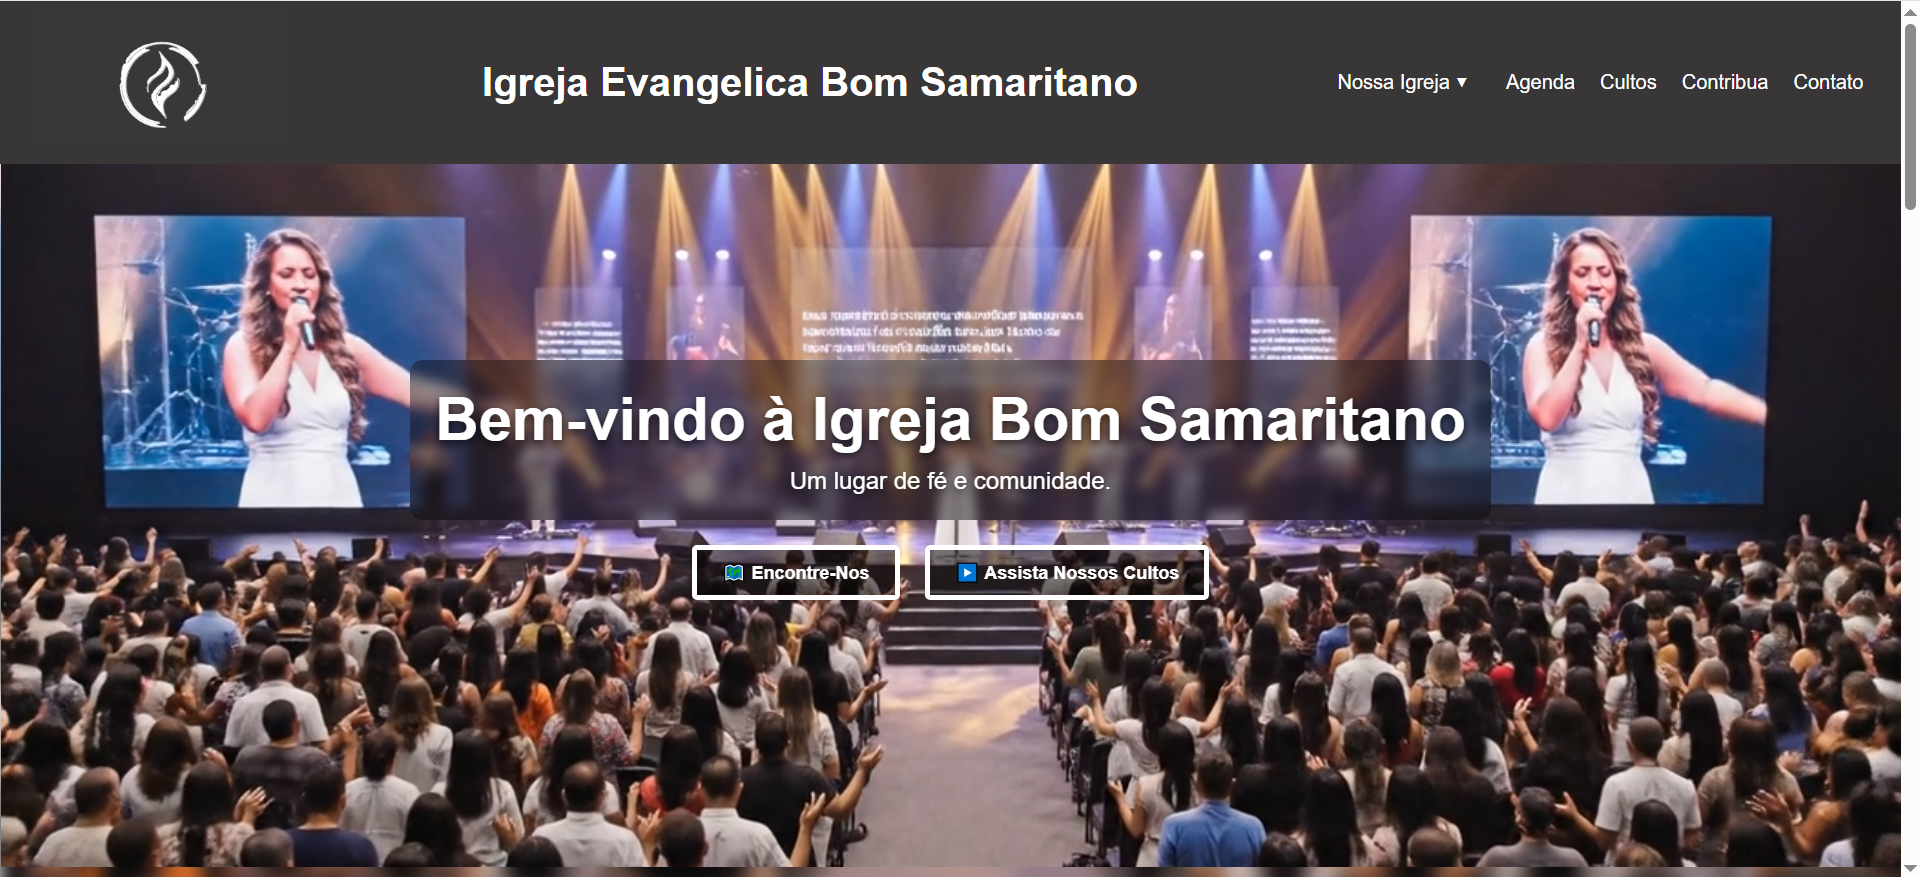 Igreja Evangelica Bom Samaritano
Nossa Igreja ▾ Agenda Cultos Contribua Contato
Bem-vindo à Igreja Bom Samaritano
Um lugar de fé e comunidade.
Encontre-Nos
Assista Nossos Cultos